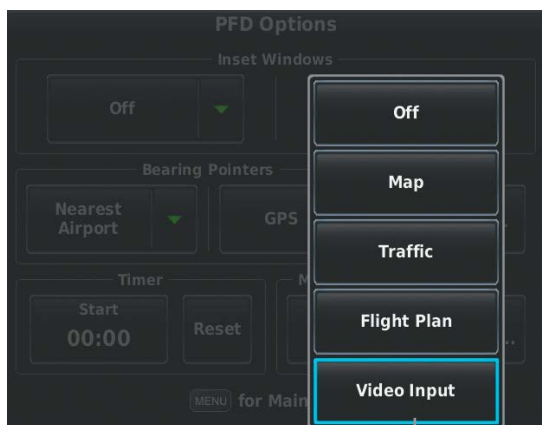 PFD Options
Inset Windows
Off
Off
Map
Bearing Pointers
Nearest
Airport
GPS
Traffic
Timer
Start
00:00
Reset
Flight Plan
Video Input
MENU for Main